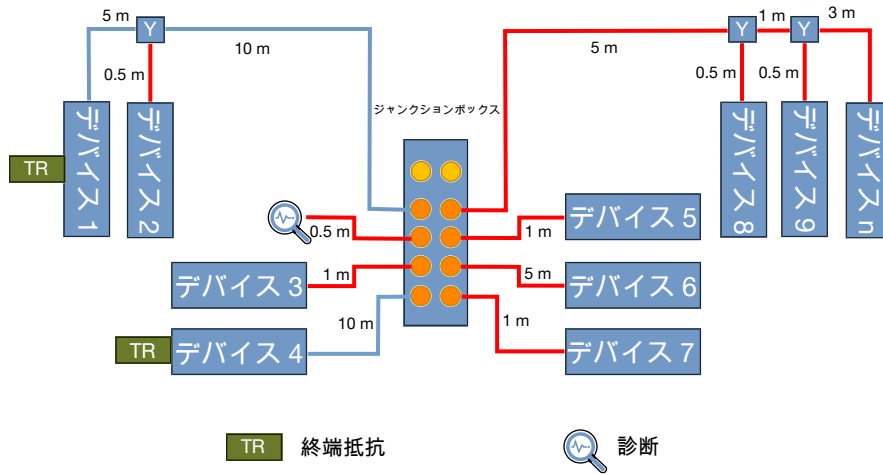 5 m
Y
10 m
0.5 m
デバイス 1
デバイス 2
TR
Y
1 m
Y
3 m
5 m
0.5 m
0.5 m
デバイス 8
デバイス 9
デバイス n
ジャンクションボックス
0.5 m
デバイス 5
1 m
デバイス 3
1 m
デバイス 6
5 m
TR
デバイス 4
10 m
デバイス 7
1 m
TR
終端抵抗
診断